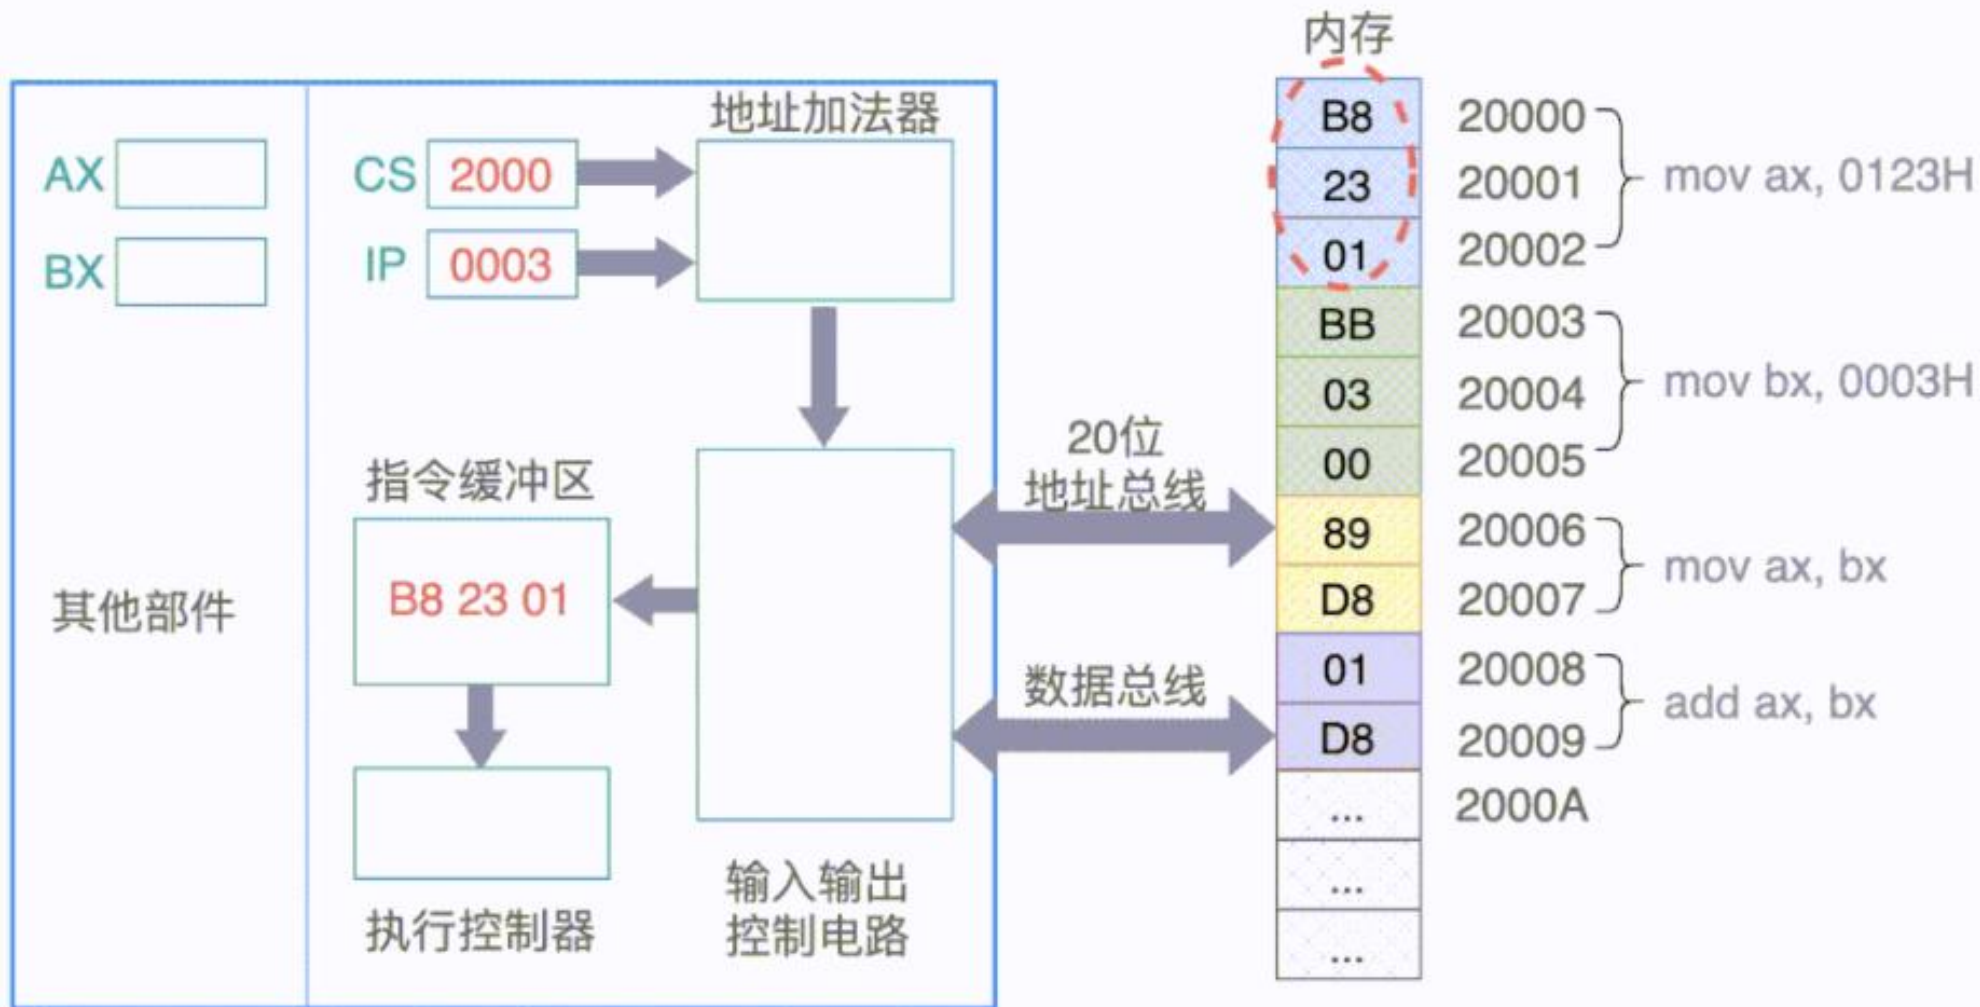 内存
地址加法器
AX
CS 2000
BX
IP 0003
B8 20000
23 20001
01 20002
mov ax, 0123H
BB 20003
03 20004
00 20005
mov bx, 0003H
89 20006
D8 20007
mov ax, bx
01 20008
D8 20009
add ax, bx
... 2000A
...
...
20位
地址总线
数据总线
指令缓冲区
B8 23 01
其他部件
执行控制器
输入输出
控制电路